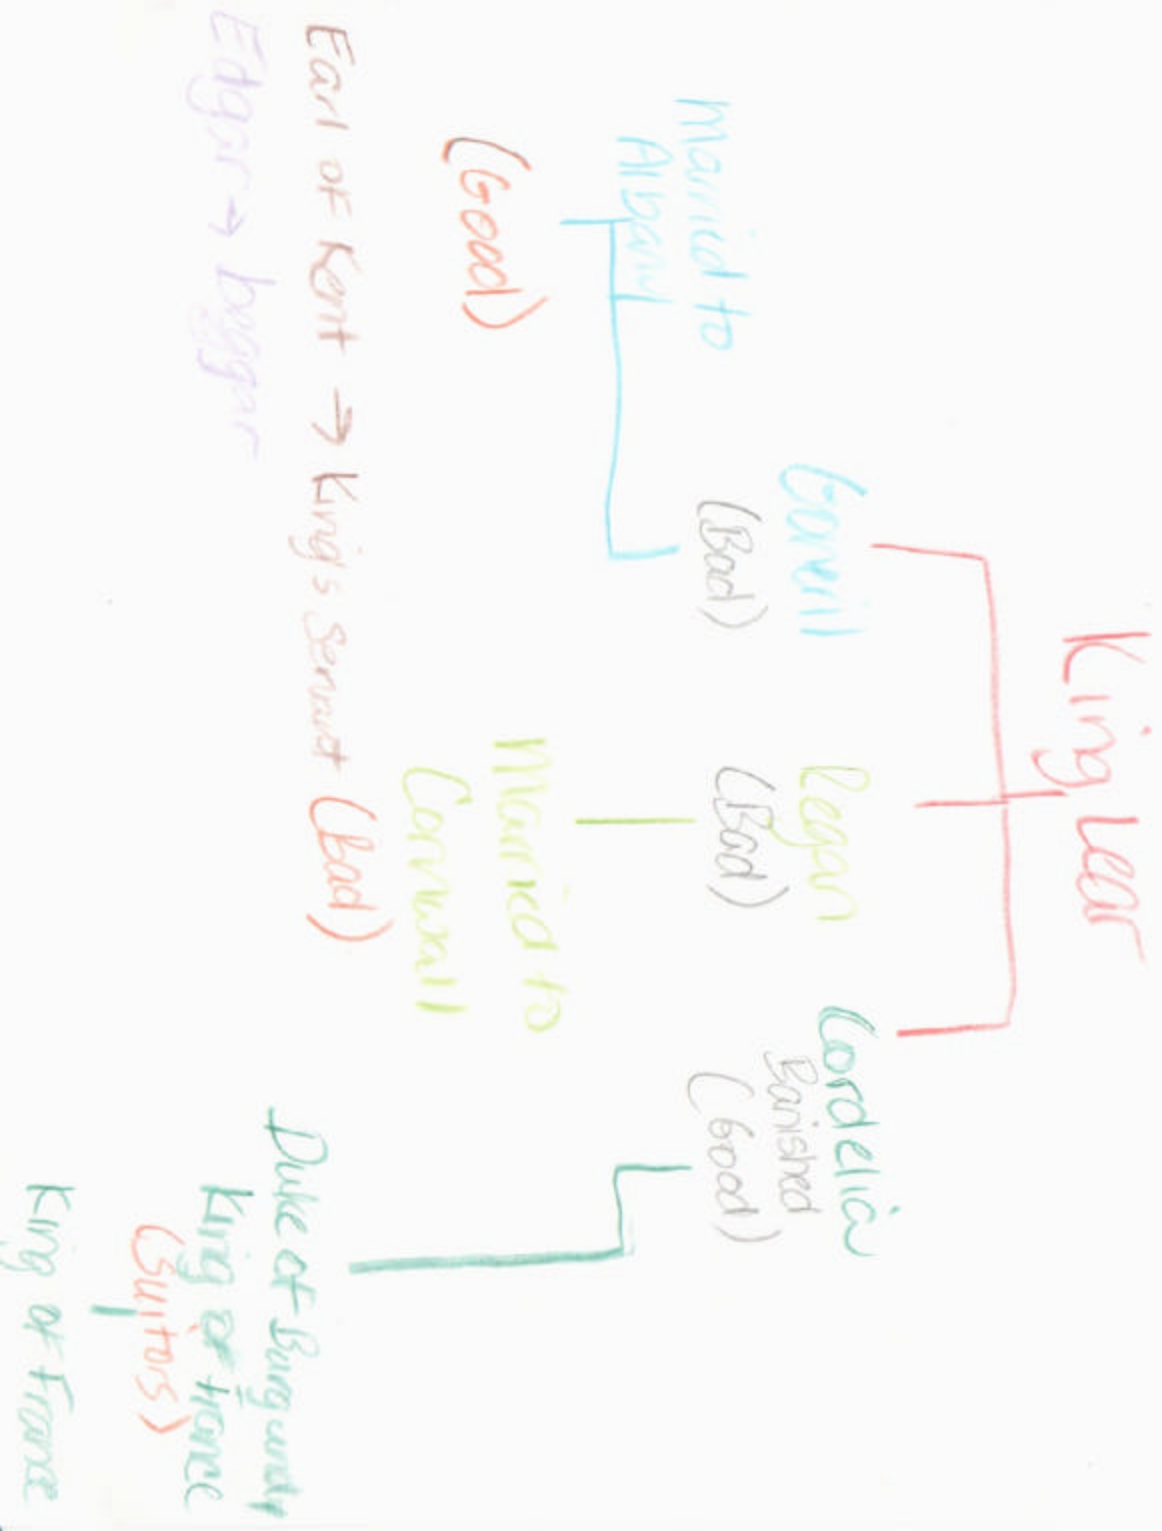 King Lear
Goneril
(Bad)
Married to
Albany
(Good)
Regan
(Bad)
Married to
Cornwall
Cordelia
Banished
(Good)
Duke of Burgundy
King of France
(Suitors)
King of France
Earl of Kent → King's Servant (Bad)
Edgar → beggar